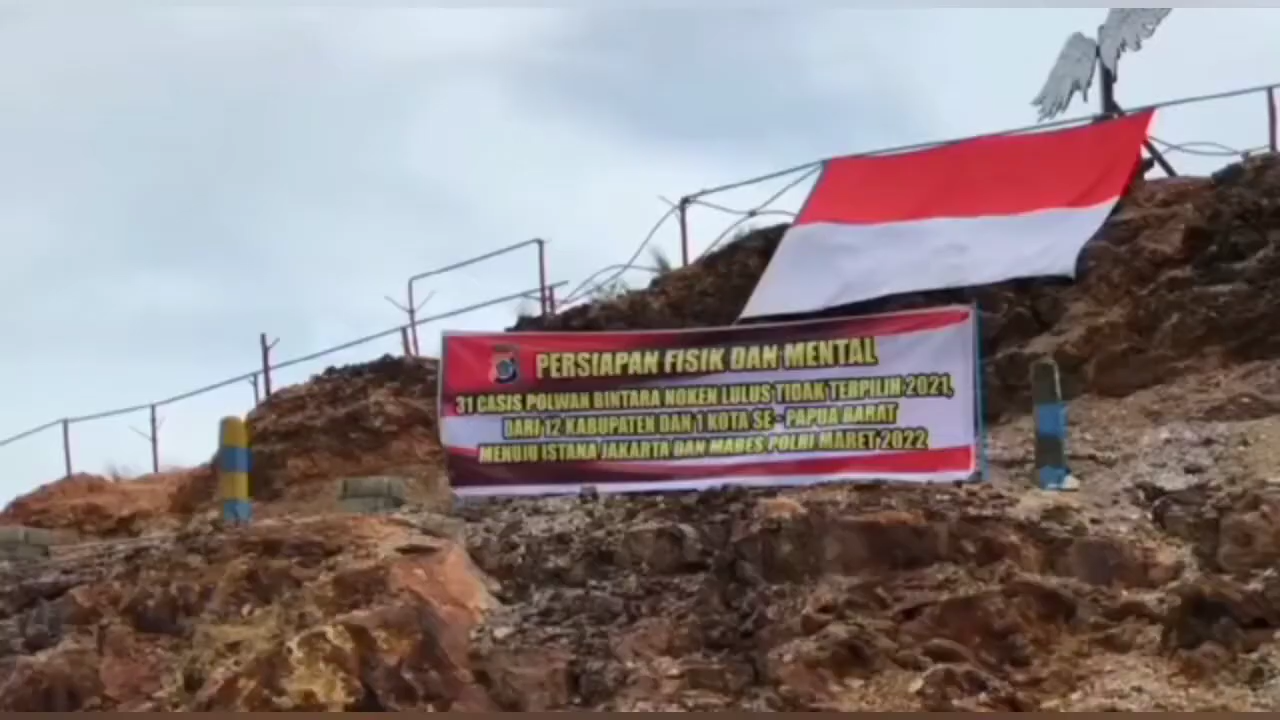 PERSIAPAN FISIK DAN MENTAL
31 CASIS POLWAN BINTARA NOKEN LULUS TIDAK TERPILIH 2021,
DARI 12 KABUPATEN DAN 1 KOTA SE - PAPUA BARAT
MENUJU ISTANA JAKARTA DAN MABES POLRI MARET 2022